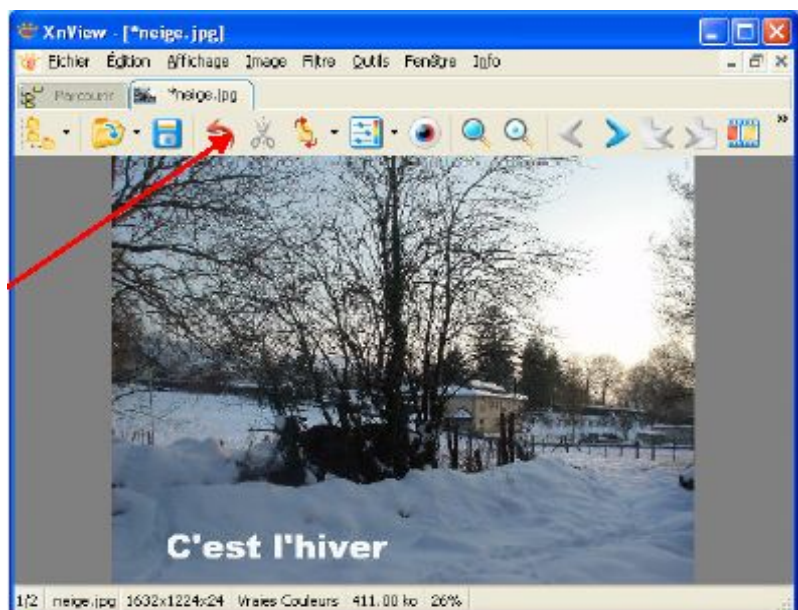 XnView - [*neige.jpg]
Fichier Édition Affichage Image Filtre Outils Fenêtre Info
Parcourir *neige.jpg
C'est l'hiver
1/2 neige.jpg 1632x1224x24 Vraies Couleurs 411.00 ko 26%